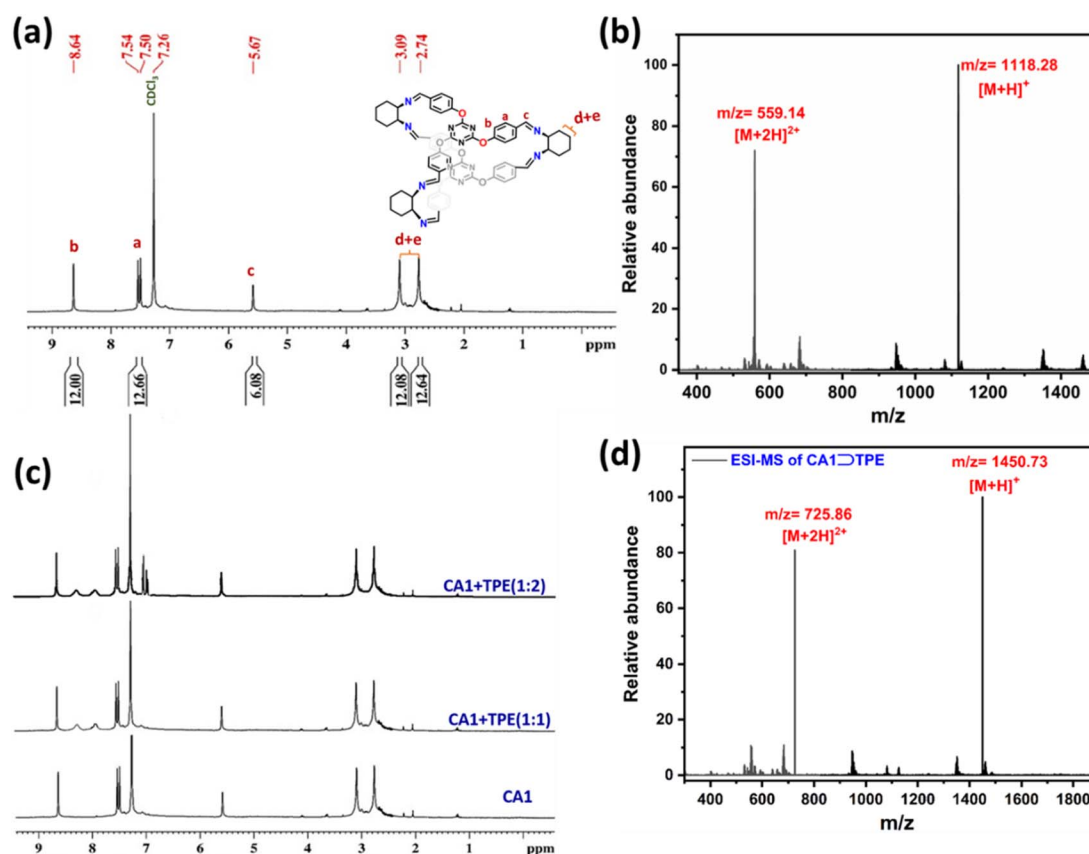 (a)
8.64
7.54
7.50
7.26
5.67
3.09
2.74
CDCl3
b a c d+e
b a c d+e
9 8 7 6 5 4 3 2 1 ppm
12.00 12.66 6.08 12.08 12.64
(b)
m/z= 1118.28
[M+H]+
m/z= 559.14
[M+2H]2+
Relative abundance
100
80
60
40
20
0
400 600 800 1000 1200 1400
m/z
(c)
CA1+TPE(1:2)
CA1+TPE(1:1)
CA1
9 8 7 6 5 4 3 2 1 ppm
(d)
ESI-MS of CA1⊃TPE
m/z= 1450.73
[M+H]+
m/z= 725.86
[M+2H]2+
Relative abundance
100
80
60
40
20
0
400 600 800 1000 1200 1400 1600 1800
m/z